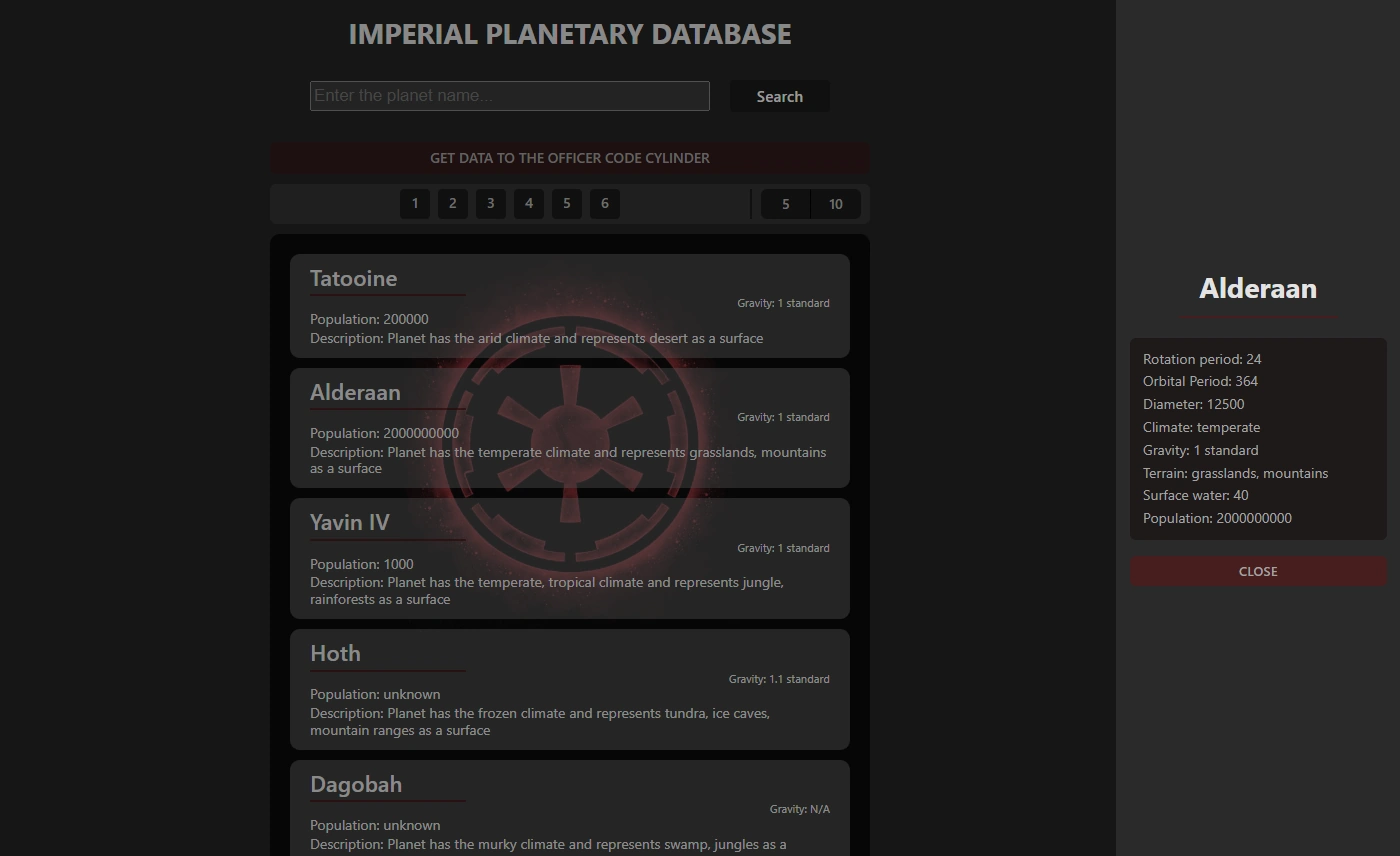 IMPERIAL PLANETARY DATABASE
Enter the planet name...
Search
GET DATA TO THE OFFICER CODE CYLINDER
1 2 3 4 5 6 5 10
Tatooine
Gravity: 1 standard
Population: 200000
Description: Planet has the arid climate and represents desert as a surface
Alderaan
Gravity: 1 standard
Population: 2000000000
Description: Planet has the temperate climate and represents grasslands, mountains
as a surface
Yavin IV
Gravity: 1 standard
Population: 1000
Description: Planet has the temperate, tropical climate and represents jungle,
rainforests as a surface
Hoth
Gravity: 1.1 standard
Population: unknown
Description: Planet has the frozen climate and represents tundra, ice caves,
mountain ranges as a surface
Dagobah
Gravity: N/A
Population: unknown
Description: Planet has the murky climate and represents swamp, jungles as a
Alderaan
Rotation period: 24
Orbital Period: 364
Diameter: 12500
Climate: temperate
Gravity: 1 standard
Terrain: grasslands, mountains
Surface water: 40
Population: 2000000000
CLOSE